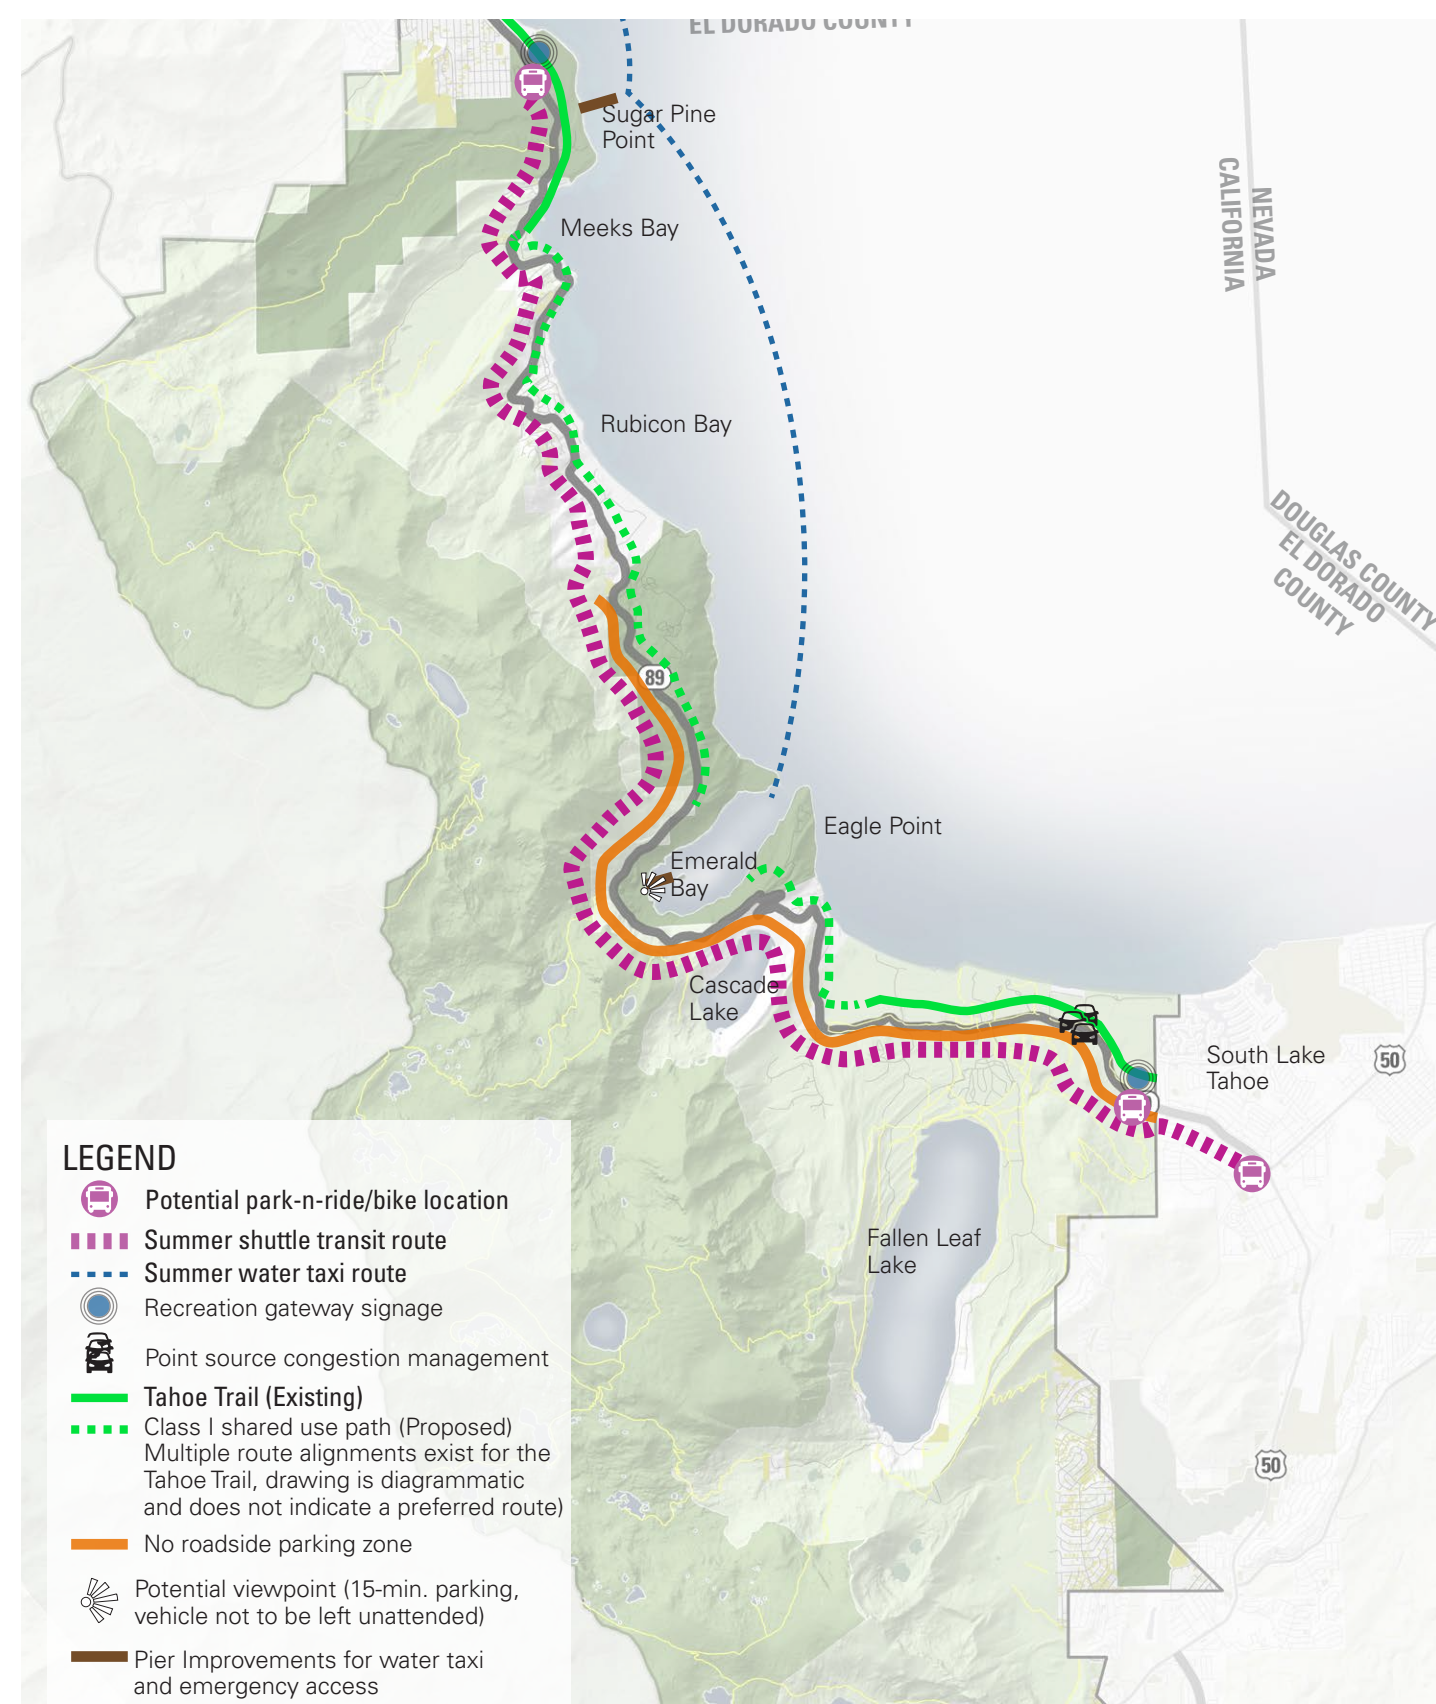 EL DORADO COUNTY
Sugar Pine
Point
NEVADA
CALIFORNIA
Meeks Bay
Rubicon Bay
DOUGLAS COUNTY
EL DORADO
COUNTY
89
Eagle Point
Emerald
Bay
Cascade
Lake
South Lake
Tahoe
50
Fallen Leaf
Lake
50
LEGEND
Potential park-n-ride/bike location
Summer shuttle transit route
Summer water taxi route
Recreation gateway signage
Point source congestion management
Tahoe Trail (Existing)
Class I shared use path (Proposed)
Multiple route alignments exist for the
Tahoe Trail, drawing is diagrammatic
and does not indicate a preferred route)
No roadside parking zone
Potential viewpoint (15-min. parking,
vehicle not to be left unattended)
Pier Improvements for water taxi
and emergency access